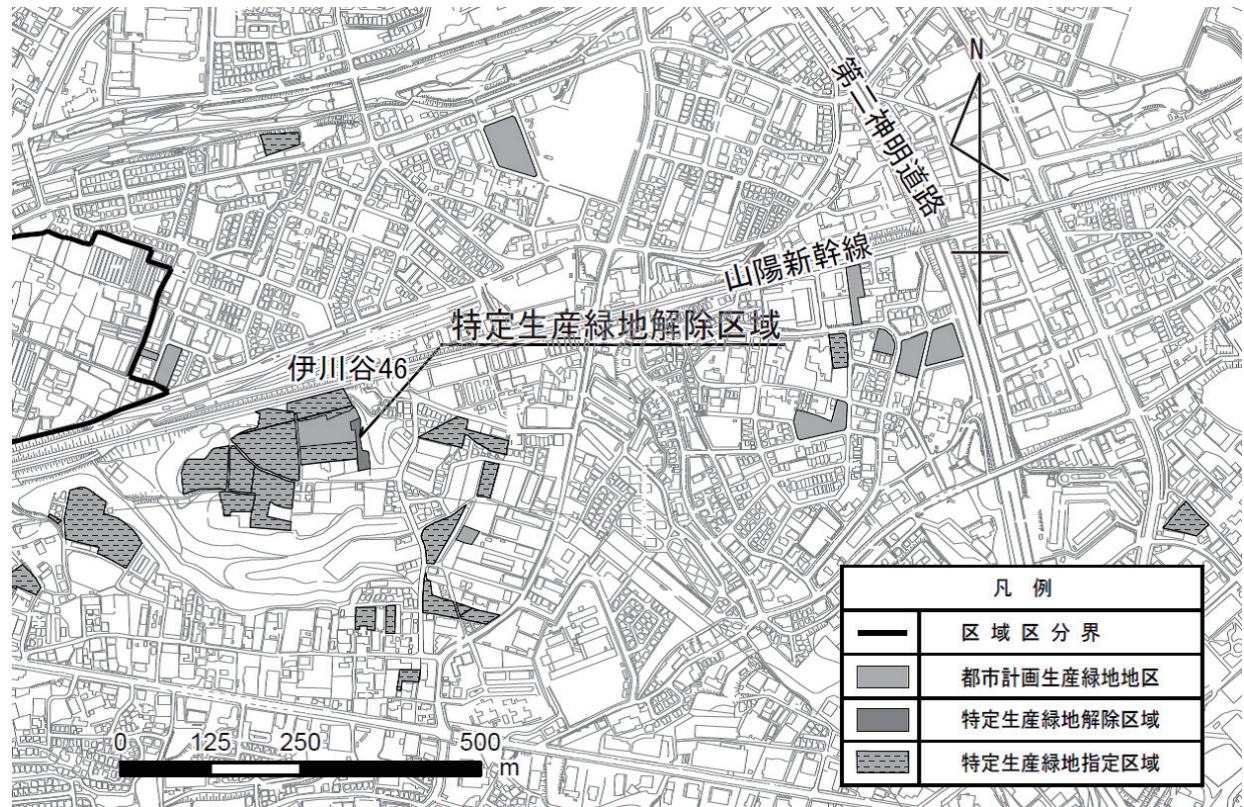 N
第二神明道路
山陽新幹線
特定生産緑地解除区域
伊川谷46
凡 例
区 域 区 分 界
都市計画生産緑地地区
特定生産緑地解除区域
特定生産緑地指定区域
0 125 250 500
m